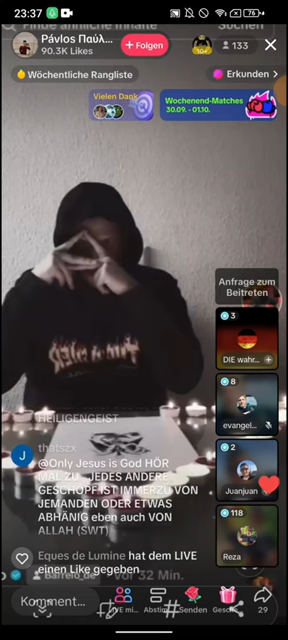 23:37
76
Finde ähnliche Inhalte
Suchen
Pávlos Παύλ...
90.3K Likes
+ Folgen
133
Wöchentliche Rangliste
Erkunden >
Vielen Dank
Wochenend-Matches
30.09. - 01.10.
Anfrage zum
Beitreten
3
DIE wahr...
8
evangel...
2
Juanjuan
118
Reza
HEILIGENGEIST
J
thatszx
@Only Jesus is God HÖR
MAL ZU - JEDES ANDERE
GESCHÖPF IST IMMERZU VON
JEMANDEN ODER ETWAS
ABHÄNIG eben auch VON
ALLAH (SWT)
Eques de Lumine hat dem LIVE
einen Like gegeben
Barrelo_de
Vor 32 Min.
Komment...
Senden
29